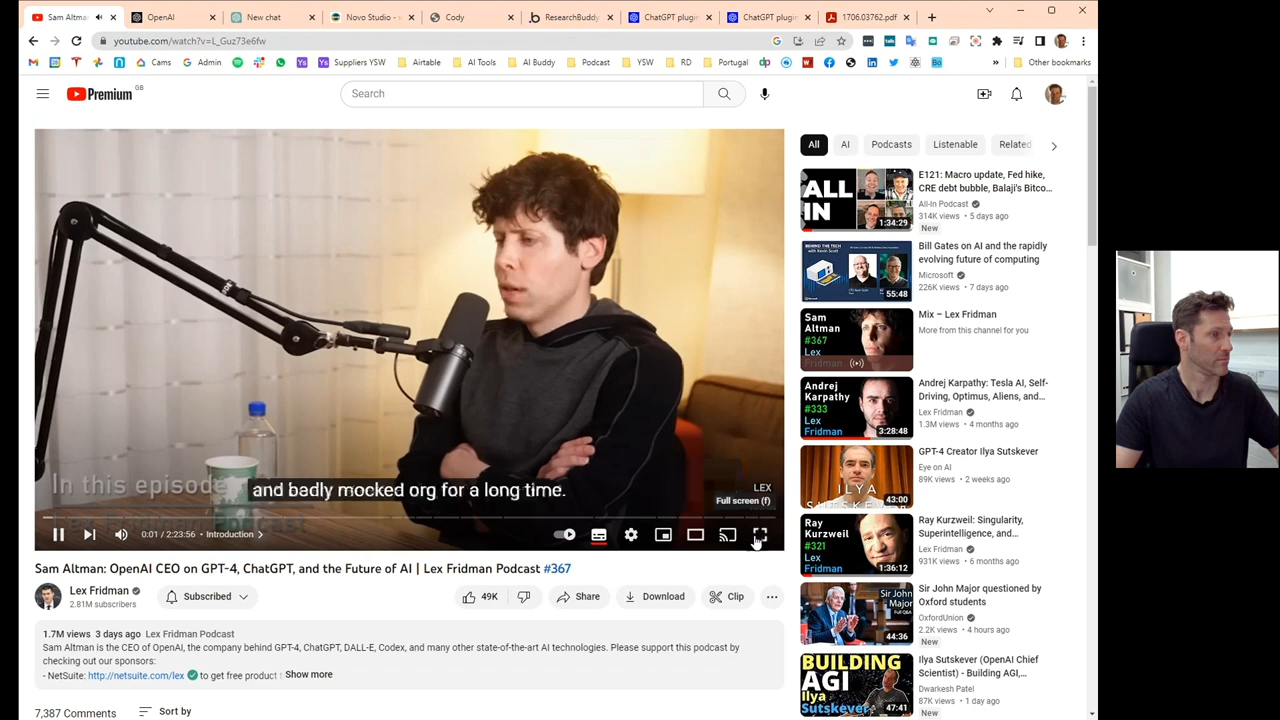 Sam Altman
OpenAI
New chat
Novo Studio -
Cody
ResearchBuddy
ChatGPT plugin
ChatGPT plugin
1706.03762.pdf
youtube.com/watch?v=L_Guz73e6fw
Cams
Admin
YSW
Suppliers YSW
Airtable
AI Tools
AI Buddy
Podcast
YSW
RD
Portugal
Other bookmarks
Premium GB
Search
In this episode
and badly mocked org for a long time.
LEX
Full screen (f)
0:01 / 2:23:56 • Introduction
Sam Altman: OpenAI CEO on GPT-4, ChatGPT, and the Future of AI | Lex Fridman Podcast #367
Lex Fridman
2.81M subscribers
Subscribed
49K
Share
Download
Clip
1.7M views 3 days ago Lex Fridman Podcast
Sam Altman is the CEO of OpenAI, the company behind GPT-4, ChatGPT, DALL-E, Codex, and many other state-of-the-art AI technologies. Please support this podcast by
checking out our sponsors:
- NetSuite: http://netsuite.com/lex to get free product
Show more
7,387 Comments
Sort by
All
AI
Podcasts
Listenable
Related
ALL
IN
1:34:29
E121: Macro update, Fed hike,
CRE debt bubble, Balaji's Bitco...
All-In Podcast
314K views • 5 days ago
New
BEHIND THE TECH
55:48
Bill Gates on AI and the rapidly
evolving future of computing
Microsoft
226K views • 7 days ago
Sam
Altman
#367
Lex
Fridman
Mix – Lex Fridman
More from this channel for you
Andrej
Karpathy
#333
Lex
Fridman
3:28:48
Andrej Karpathy: Tesla AI, Self-
Driving, Optimus, Aliens, and...
Lex Fridman
1.3M views • 4 months ago
ILYA
43:00
GPT-4 Creator Ilya Sutskever
Eye on AI
89K views • 2 weeks ago
Ray
Kurzweil
#321
Lex
Fridman
1:36:12
Ray Kurzweil: Singularity,
Superintelligence, and...
Lex Fridman
931K views • 6 months ago
Sir John
Major
Full Q&A
44:36
Sir John Major questioned by
Oxford students
OxfordUnion
2.2K views • 4 hours ago
New
BUILDING
AGI
Ilya
Sutskever
47:41
Ilya Sutskever (OpenAI Chief
Scientist) - Building AGI,...
Dwarkesh Patel
87K views • 1 day ago
New